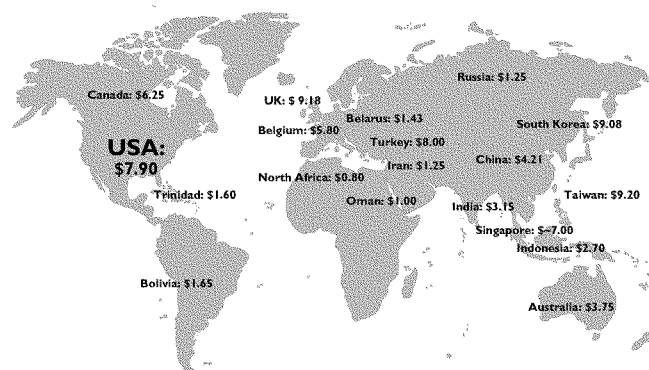 Russia: $1.25
Canada: $6.25
UK: $ 9.18
Belarus: $1.43
South Korea: $9.08
Belgium: $5.80
Turkey: $8.00
USA:
$7.90
China: $4.21
Iran: $1.25
North Africa: $0.80
Trinidad: $1.60
Taiwan: $9.20
Oman: $1.00
India: $3.15
Singapore: $~7.00
Indonesia: $2.70
Bolivia: $1.65
Australia: $3.75